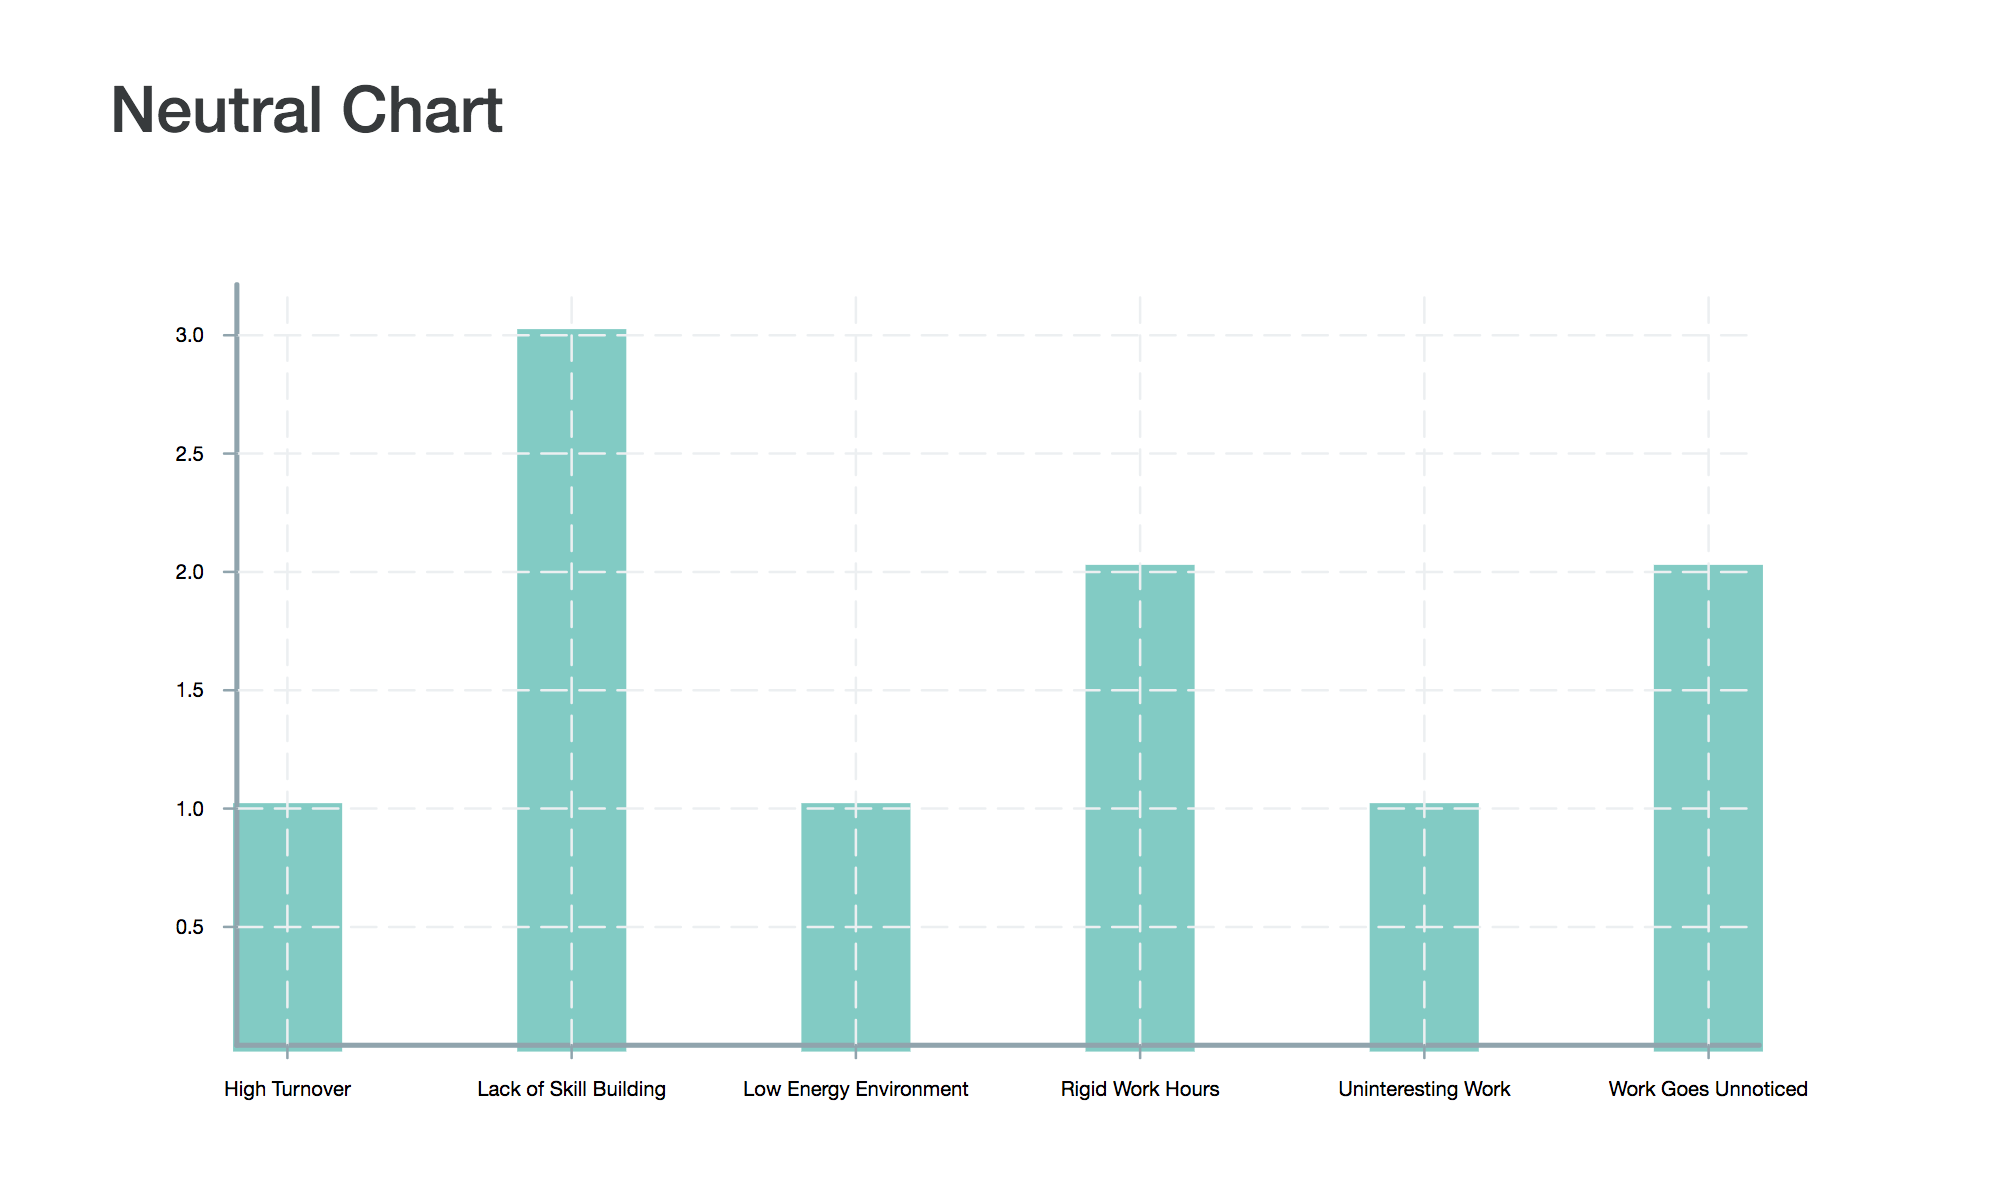 Neutral Chart
3.0
2.5
2.0
1.5
1.0
0.5
High Turnover
Lack of Skill Building
Low Energy Environment
Rigid Work Hours
Uninteresting Work
Work Goes Unnoticed